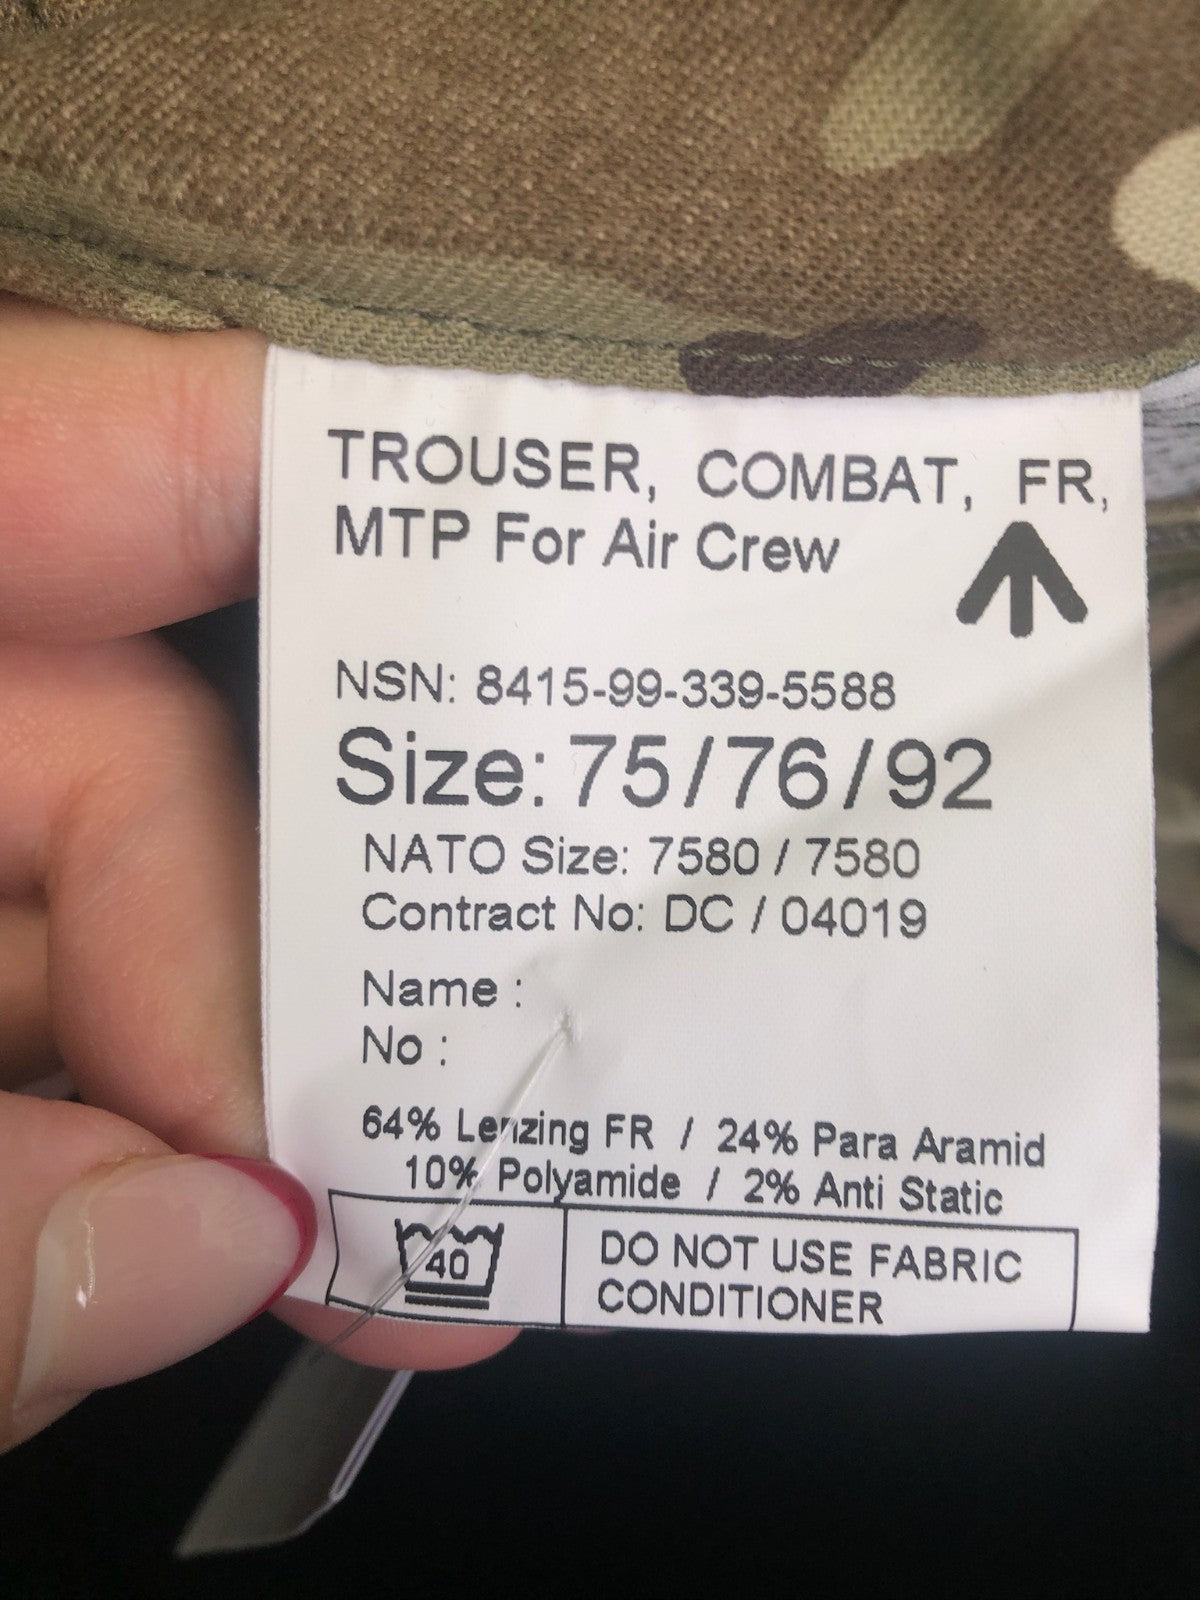 TROUSER, COMBAT, FR,
MTP For Air Crew
NSN: 8415-99-339-5588
Size: 75/76/92
NATO Size: 7580 / 7580
Contract No: DC / 04019
Name :
No :
64% Lenzing FR / 24% Para Aramid
10% Polyamide / 2% Anti Static
40
DO NOT USE FABRIC
CONDITIONER